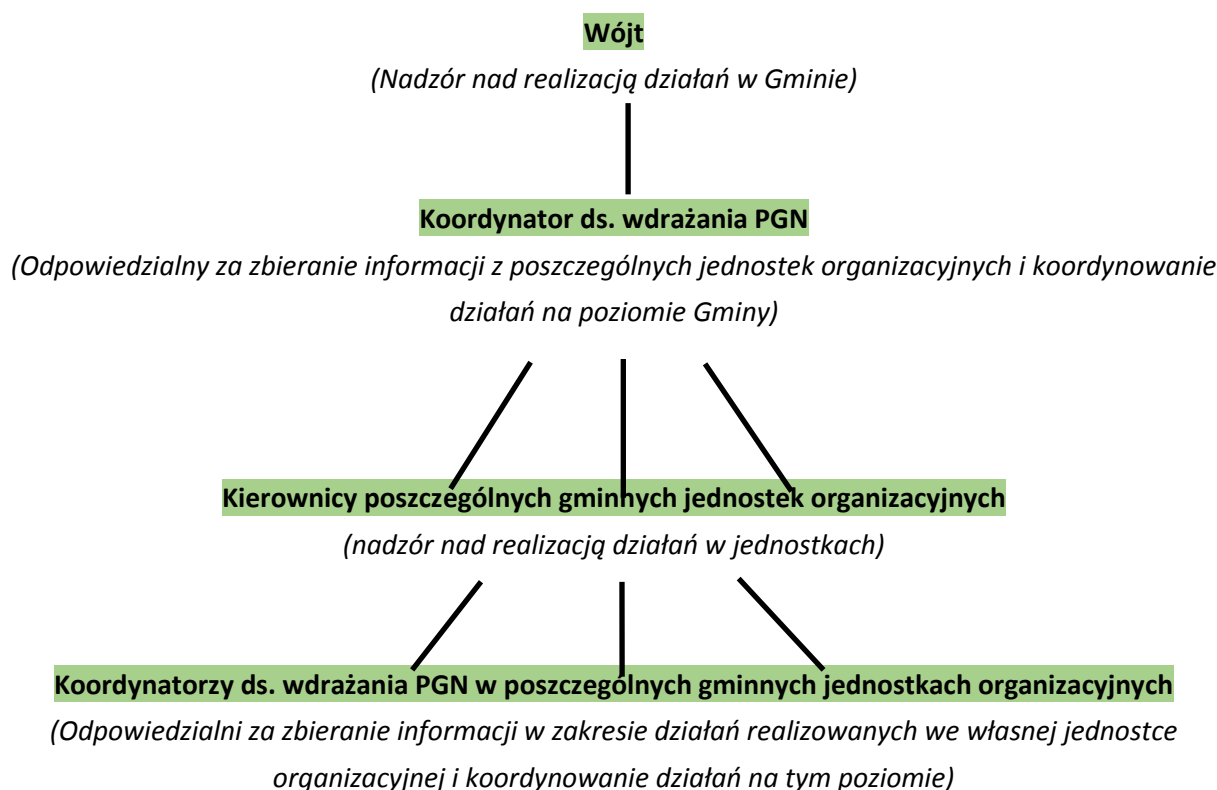 Wójt
(Nadzór nad realizacją działań w Gminie)
Koordynator ds. wdrażania PGN
(Odpowiedzialny za zbieranie informacji z poszczególnych jednostek organizacyjnych i koordynowanie
działań na poziomie Gminy)
Kierownicy poszczególnych gminnych jednostek organizacyjnych
(nadzór nad realizacją działań w jednostkach)
Koordynatorzy ds. wdrażania PGN w poszczególnych gminnych jednostkach organizacyjnych
(Odpowiedzialni za zbieranie informacji w zakresie działań realizowanych we własnej jednostce
organizacyjnej i koordynowanie działań na tym poziomie)